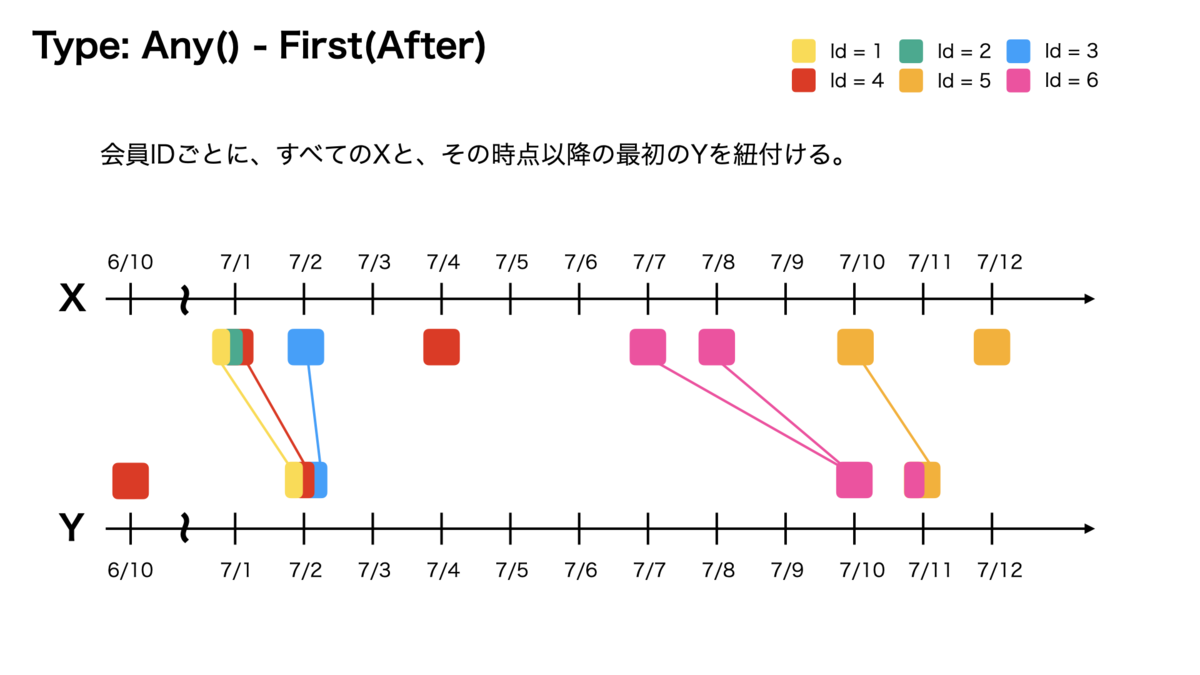 Type: Any() - First(After)
Id = 1 Id = 2 Id = 3
Id = 4 Id = 5 Id = 6
会員IDごとに、すべてのXと、その時点以降の最初のYを紐付ける。
6/10 7/1 7/2 7/3 7/4 7/5 7/6 7/7 7/8 7/9 7/10 7/11 7/12
X
Y
6/10 7/1 7/2 7/3 7/4 7/5 7/6 7/7 7/8 7/9 7/10 7/11 7/12